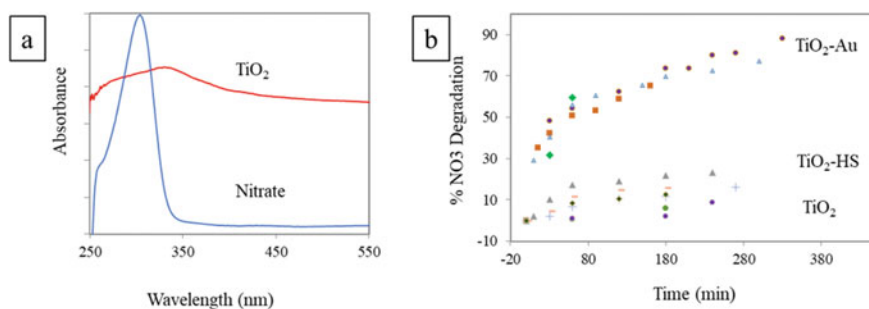 a
TiO2
Nitrate
Absorbance
250 350 450 550
Wavelength (nm)
b
TiO2-Au
TiO2-HS
TiO2
% NO3 Degradation
90
70
50
30
10
-10
-20 80 180 280 380
Time (min)